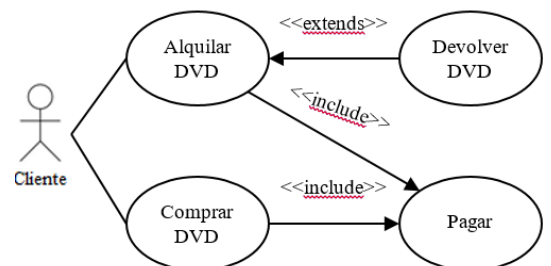 <<extends>>
Alquilar
DVD
Devolver
DVD
<<include>>
Cliente
<<include>>
Comprar
DVD
Pagar